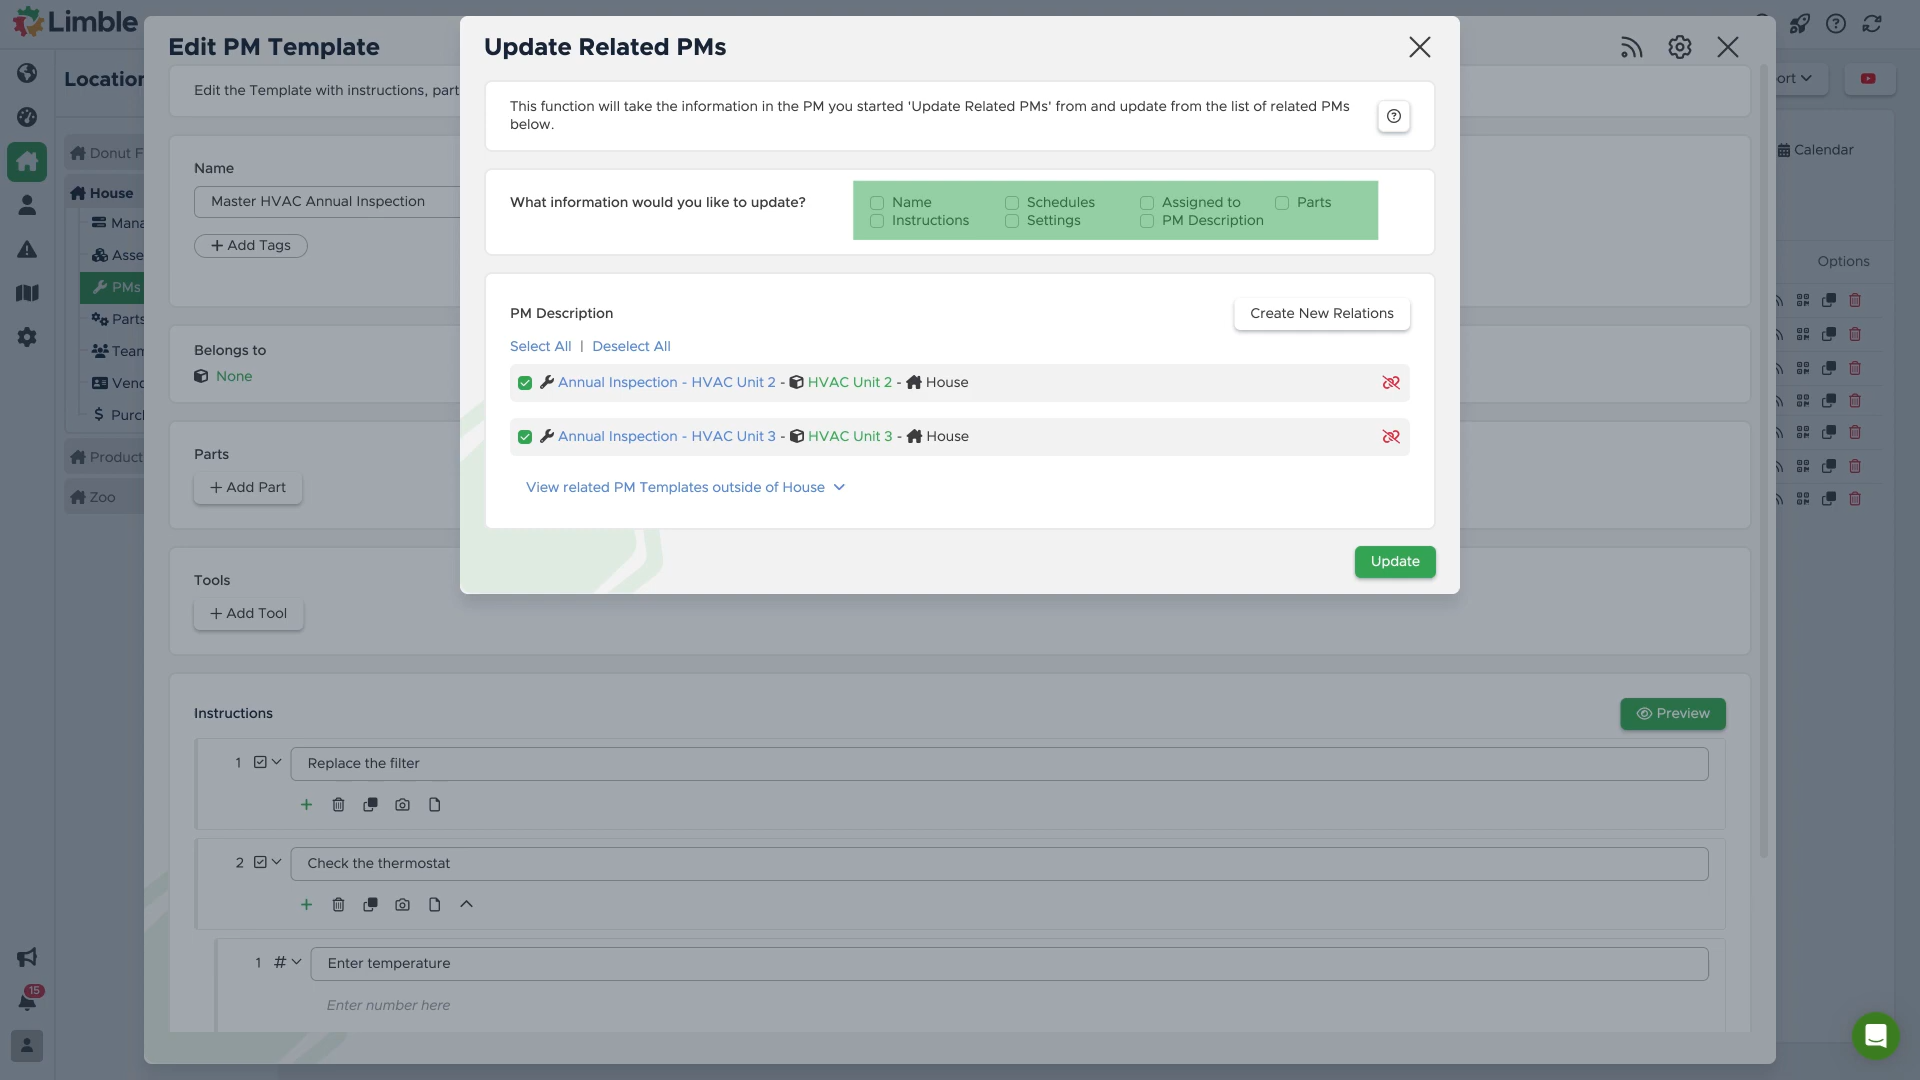 Limble
Edit PM Template
Update Related PMs
Location
Edit the Template with instructions, part
This function will take the information in the PM you started 'Update Related PMs' from and update from the list of related PMs
below.
ort
Donut F
House
Mana
Asse
PMs
Parts
Team
Vend
Purch
Product
Zoo
Name
Master HVAC Annual Inspection
+ Add Tags
What information would you like to update?
Name
Schedules
Assigned to
Parts
Instructions
Settings
PM Description
Calendar
Options
PM Description
Create New Relations
Select All | Deselect All
Annual Inspection - HVAC Unit 2 - HVAC Unit 2 - House
Annual Inspection - HVAC Unit 3 - HVAC Unit 3 - House
View related PM Templates outside of House
Update
Belongs to
None
Parts
+ Add Part
Tools
+ Add Tool
Instructions
Preview
1
Replace the filter
2
Check the thermostat
1 #
Enter temperature
Enter number here
15